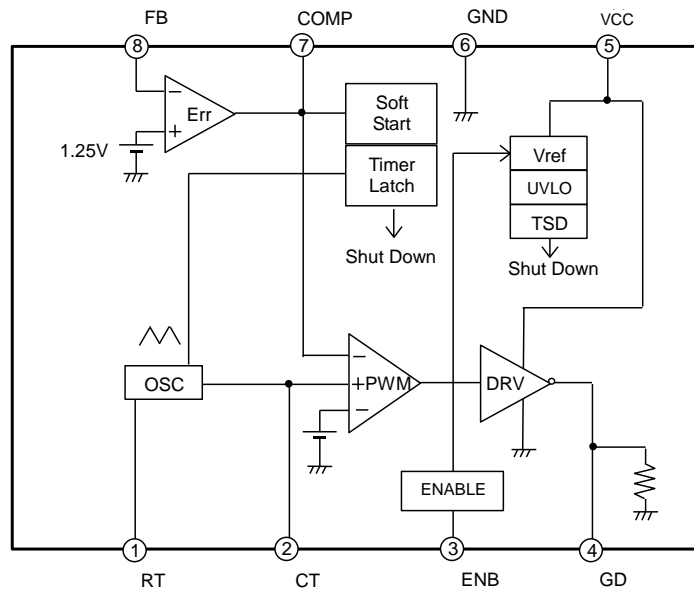 FB COMP GND VCC
8 7 6 5
Err
−
+
1.25V
Soft
Start
Timer
Latch
Shut Down
Vref
UVLO
TSD
Shut Down
OSC
−
+PWM
−
DRV
ENABLE
1 2 3 4
RT CT ENB GD